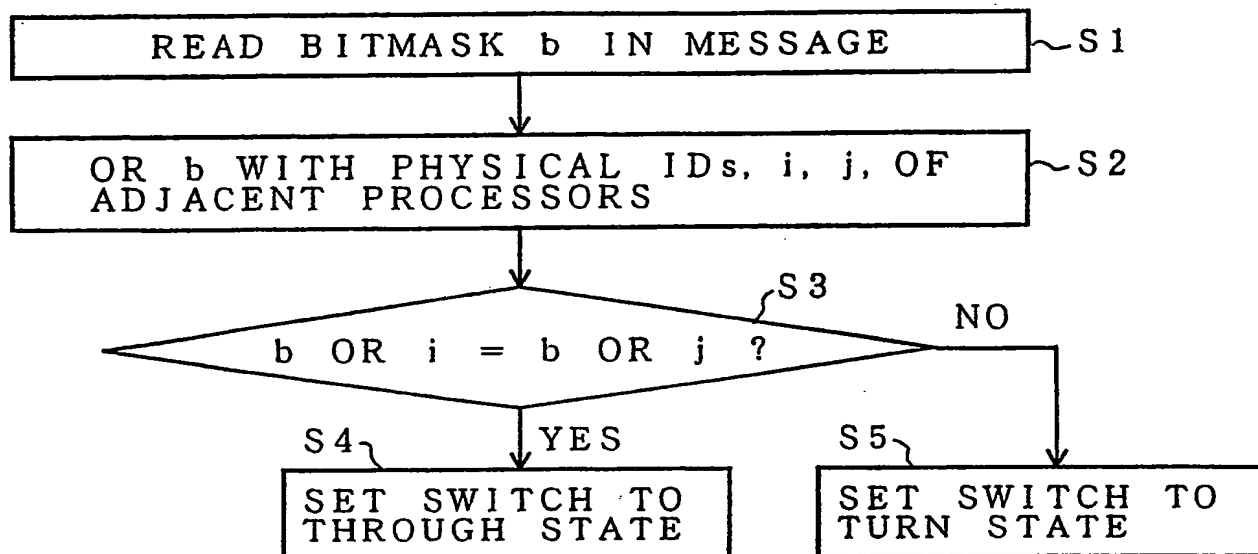 READ BITMASK b IN MESSAGE
S1
OR b WITH PHYSICAL IDs, i, j, OF
ADJACENT PROCESSORS
S2
S3
b OR i = b OR j ?
NO
YES
S4
SET SWITCH TO
THROUGH STATE
S5
SET SWITCH TO
TURN STATE